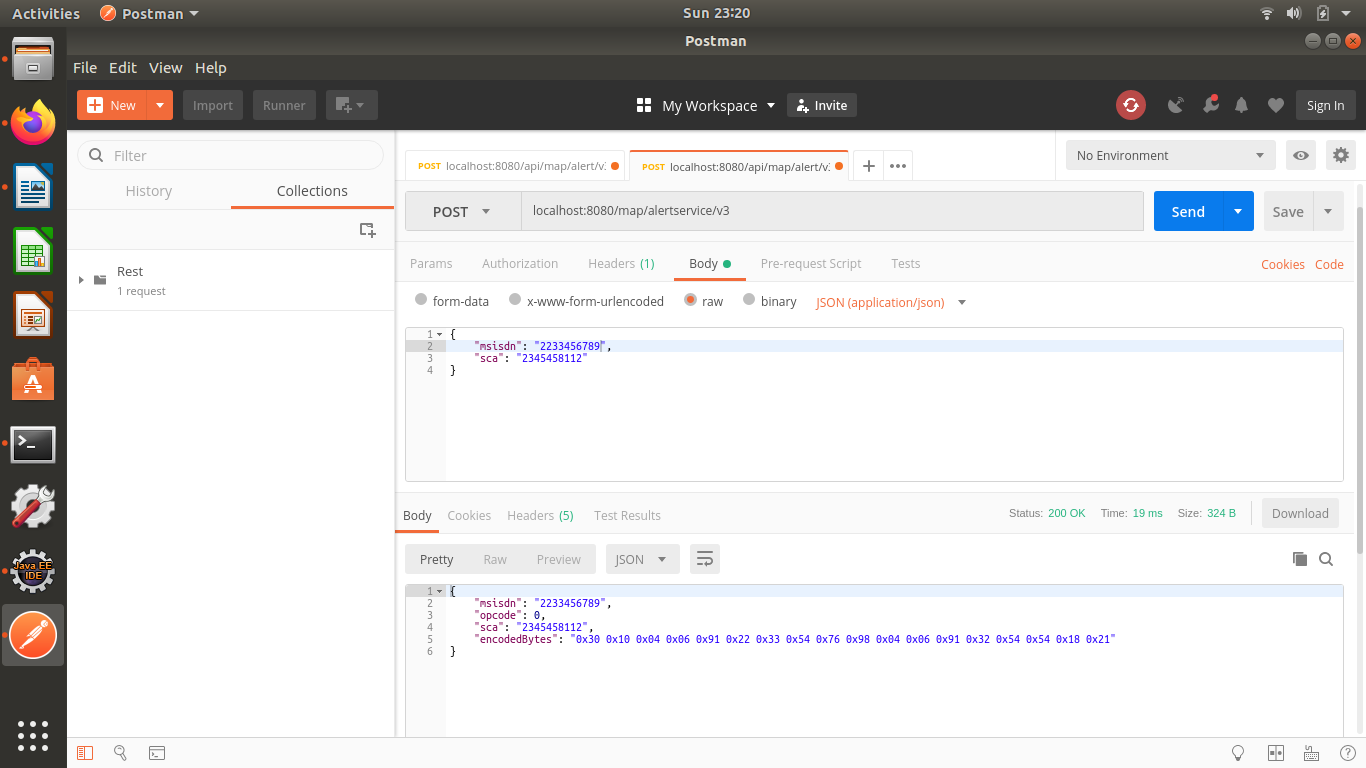 Activities Postman Sun 23:20
Postman
File Edit View Help
New Import Runner My Workspace Invite Sign In
Filter
History Collections
Rest
1 request
POST localhost:8080/api/map/alert/v: POST localhost:8080/api/map/alert/v: No Environment
POST localhost:8080/map/alertservice/v3 Send Save
Params Authorization Headers (1) Body Pre-request Script Tests Cookies Code
form-data x-www-form-urlencoded raw binary JSON (application/json)
1 {
2 "msisdn": "2233456789",
3 "sca": "2345458112"
4 }
Body Cookies Headers (5) Test Results Status: 200 OK Time: 19 ms Size: 324 B Download
Pretty Raw Preview JSON
1 {
2 "msisdn": "2233456789",
3 "opcode": 0,
4 "sca": "2345458112",
5 "encodedBytes": "0x30 0x10 0x04 0x06 0x91 0x22 0x33 0x54 0x76 0x98 0x04 0x06 0x91 0x32 0x54 0x54 0x18 0x21"
6 }
Java EE
IDE